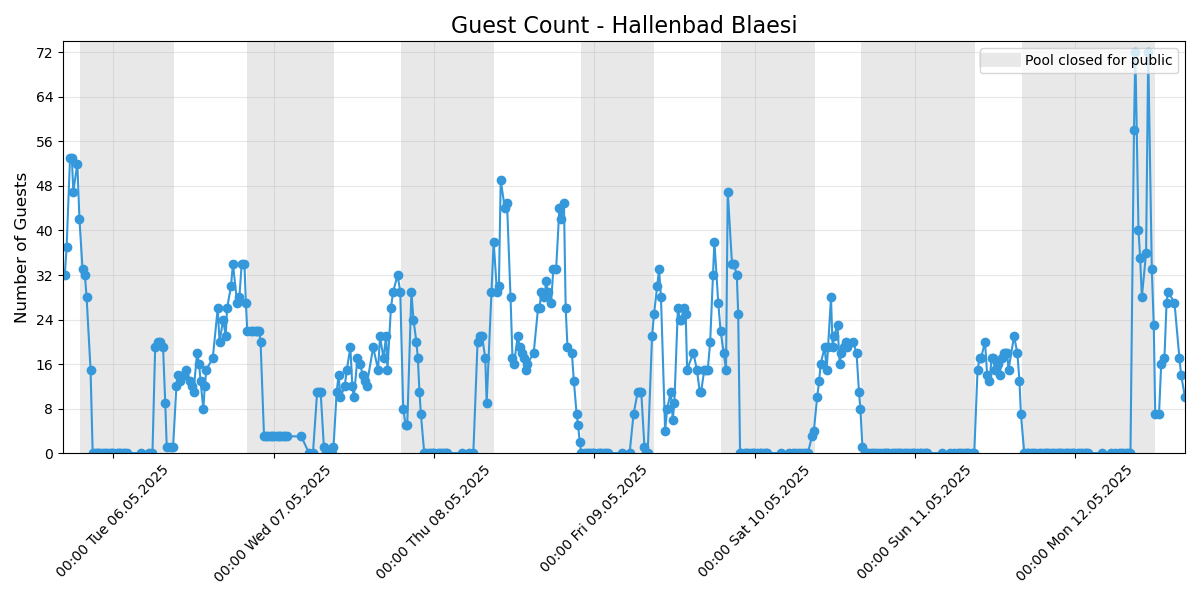 Guest Count - Hallenbad Blaesi
Pool closed for public
Number of Guests
72
64
56
48
40
32
24
16
8
0
00:00 Tue 06.05.2025
00:00 Wed 07.05.2025
00:00 Thu 08.05.2025
00:00 Fri 09.05.2025
00:00 Sat 10.05.2025
00:00 Sun 11.05.2025
00:00 Mon 12.05.2025